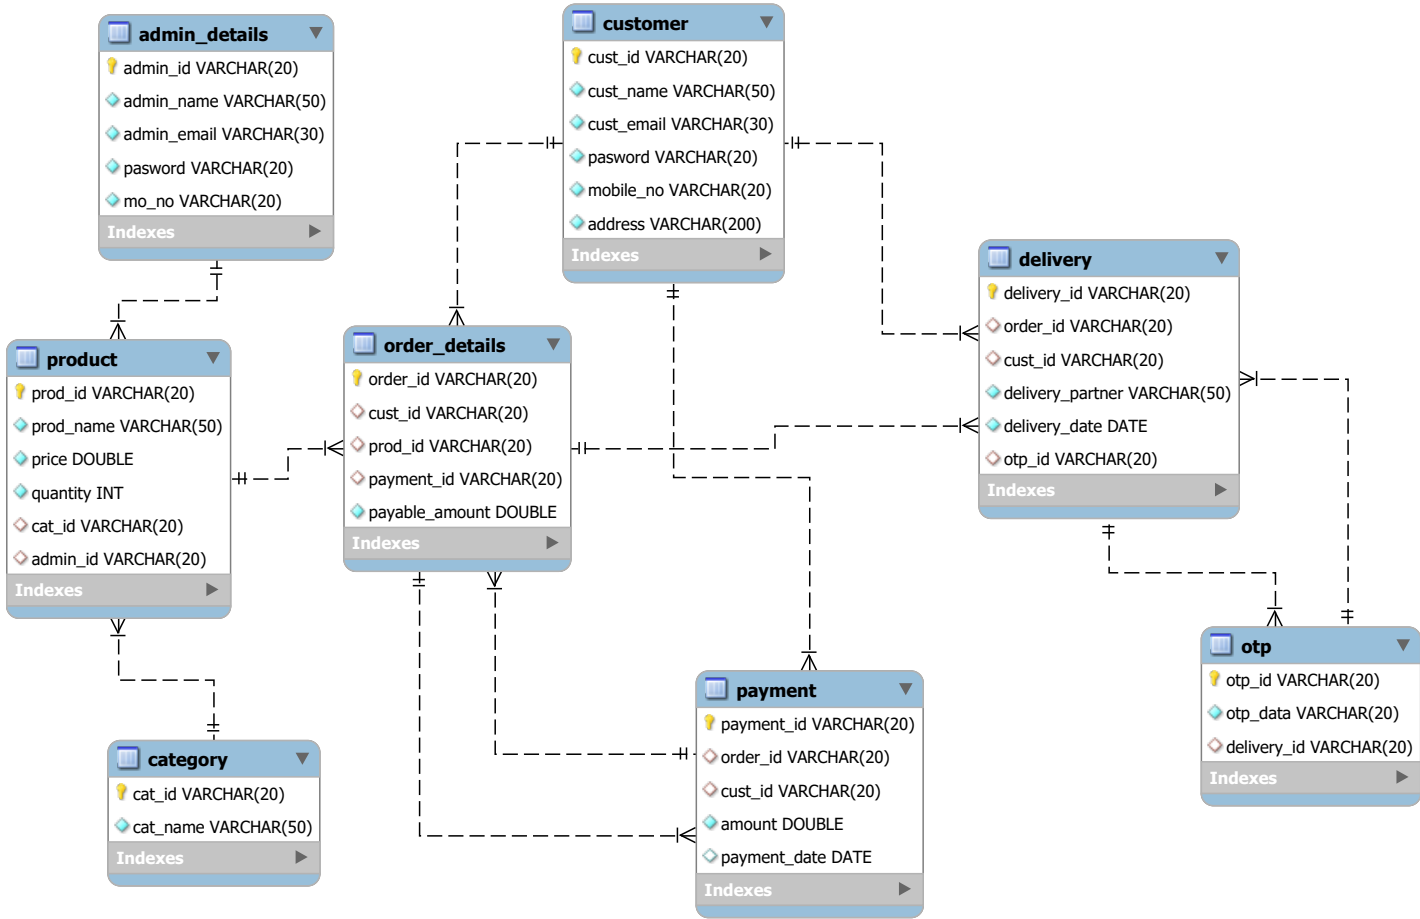 admin_details
admin_id VARCHAR(20)
admin_name VARCHAR(50)
admin_email VARCHAR(30)
pasword VARCHAR(20)
mo_no VARCHAR(20)
Indexes
customer
cust_id VARCHAR(20)
cust_name VARCHAR(50)
cust_email VARCHAR(30)
pasword VARCHAR(20)
mobile_no VARCHAR(20)
address VARCHAR(200)
Indexes
delivery
delivery_id VARCHAR(20)
order_id VARCHAR(20)
cust_id VARCHAR(20)
delivery_partner VARCHAR(50)
delivery_date DATE
otp_id VARCHAR(20)
Indexes
product
prod_id VARCHAR(20)
prod_name VARCHAR(50)
price DOUBLE
quantity INT
cat_id VARCHAR(20)
admin_id VARCHAR(20)
Indexes
order_details
order_id VARCHAR(20)
cust_id VARCHAR(20)
prod_id VARCHAR(20)
payment_id VARCHAR(20)
payable_amount DOUBLE
Indexes
otp
otp_id VARCHAR(20)
otp_data VARCHAR(20)
delivery_id VARCHAR(20)
Indexes
payment
payment_id VARCHAR(20)
order_id VARCHAR(20)
cust_id VARCHAR(20)
amount DOUBLE
payment_date DATE
Indexes
category
cat_id VARCHAR(20)
cat_name VARCHAR(50)
Indexes